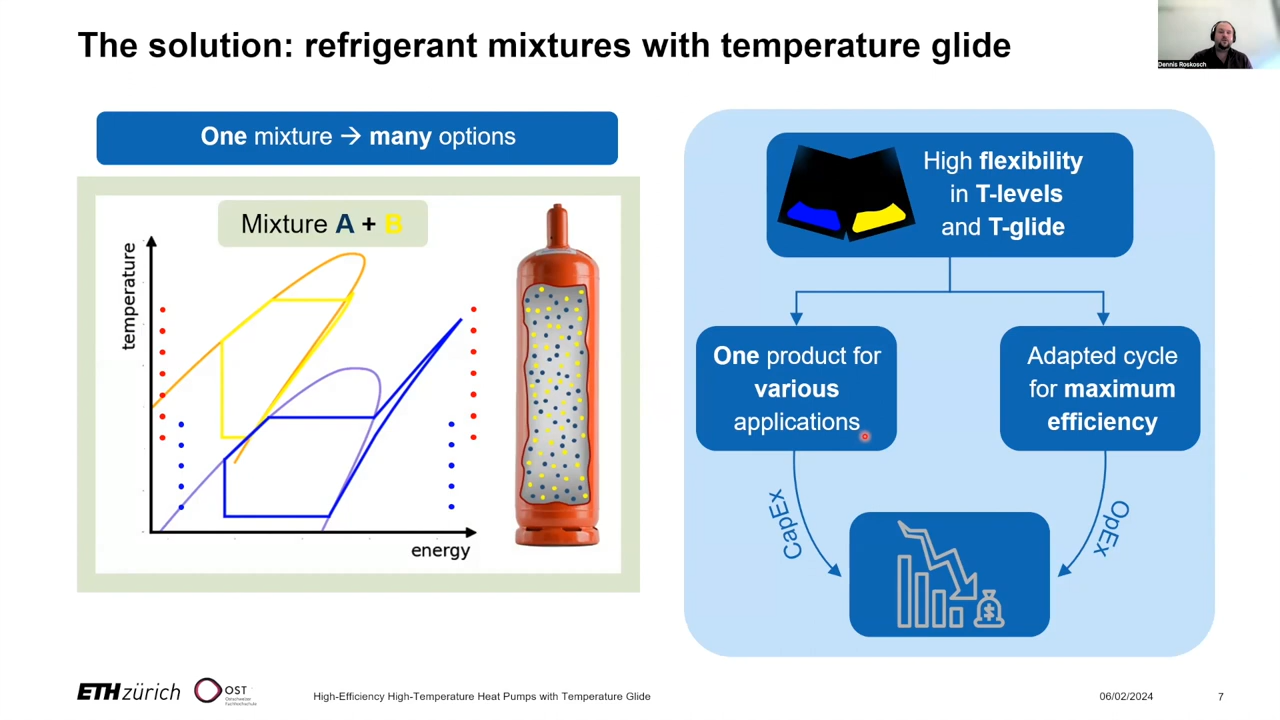 The solution: refrigerant mixtures with temperature glide
Dennis Roskosch
One mixture → many options
Mixture A + B
temperature
energy
High flexibility
in T-levels
and T-glide
One product for
various
applications
Adapted cycle
for maximum
efficiency
CapEx
OpEx
$
ETH zürich
OST
Ostschweizer
Fachhochschule
High-Efficiency High-Temperature Heat Pumps with Temperature Glide
06/02/2024
7